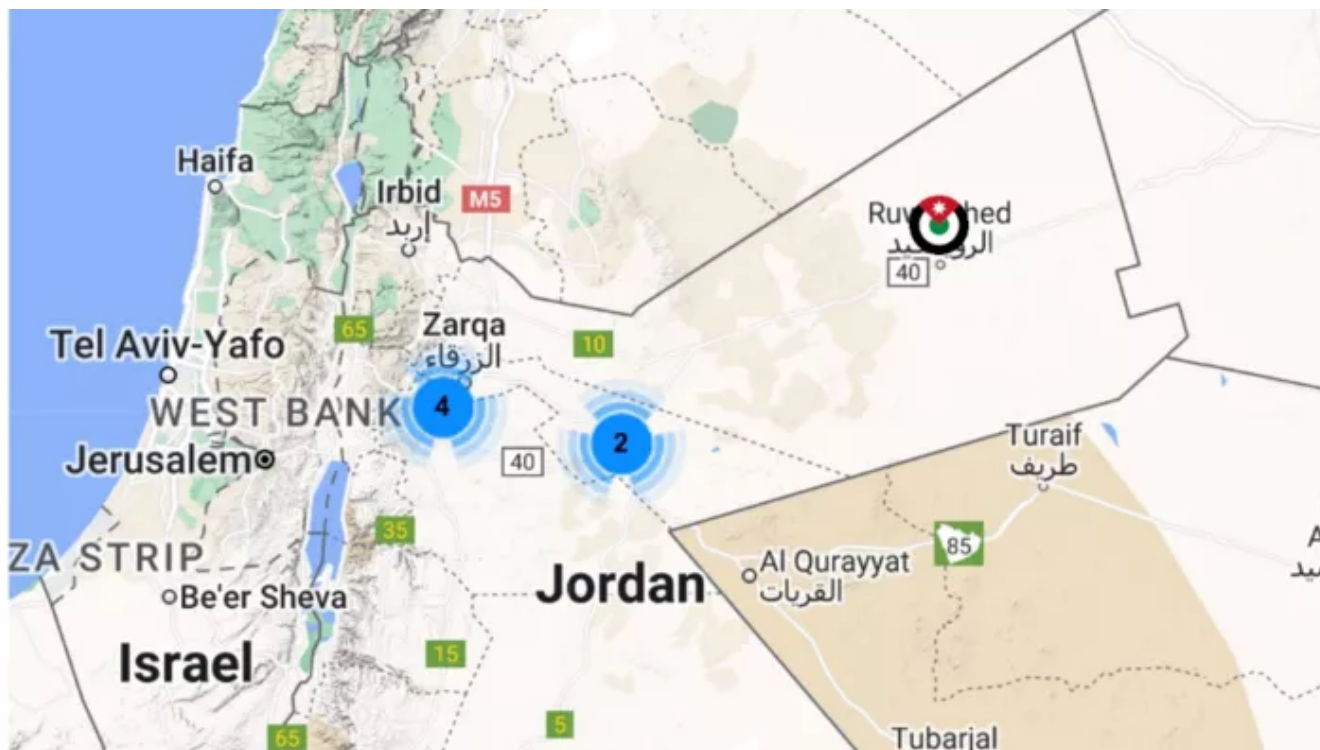 Haifa
Irbid
إربد
M5
40
65
Zarqa
الزرقاء
10
Tel Aviv-Yafo
4
WEST BANK
2
Jerusalem
40
Turaif
طريف
35
85
ZA STRIP
Al Qurayyat
القريات
Jordan
Be'er Sheva
Israel
15
65
5
Tubarjal